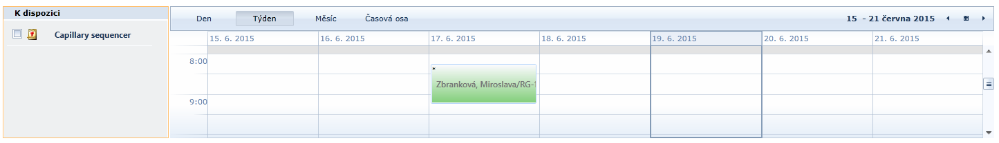 K dispozici
Capillary sequencer
Den Týden Měsíc Časová osa 15 - 21 června 2015
15. 6. 2015 16. 6. 2015 17. 6. 2015 18. 6. 2015 19. 6. 2015 20. 6. 2015 21. 6. 2015
8:00
*
Zbranková, Miroslava/RG-1
9:00